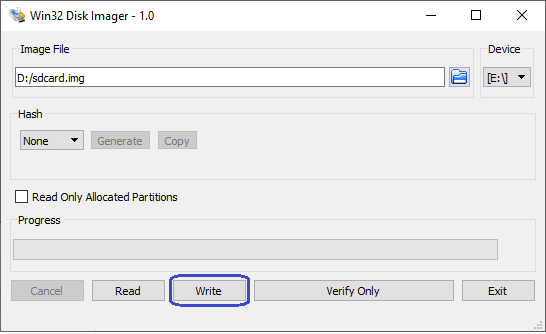 Win32 Disk Imager - 1.0
Image File
Device
D:/sdcard.img
[E:\]
Hash
None
Generate
Copy
Read Only Allocated Partitions
Progress
Cancel
Read
Write
Verify Only
Exit